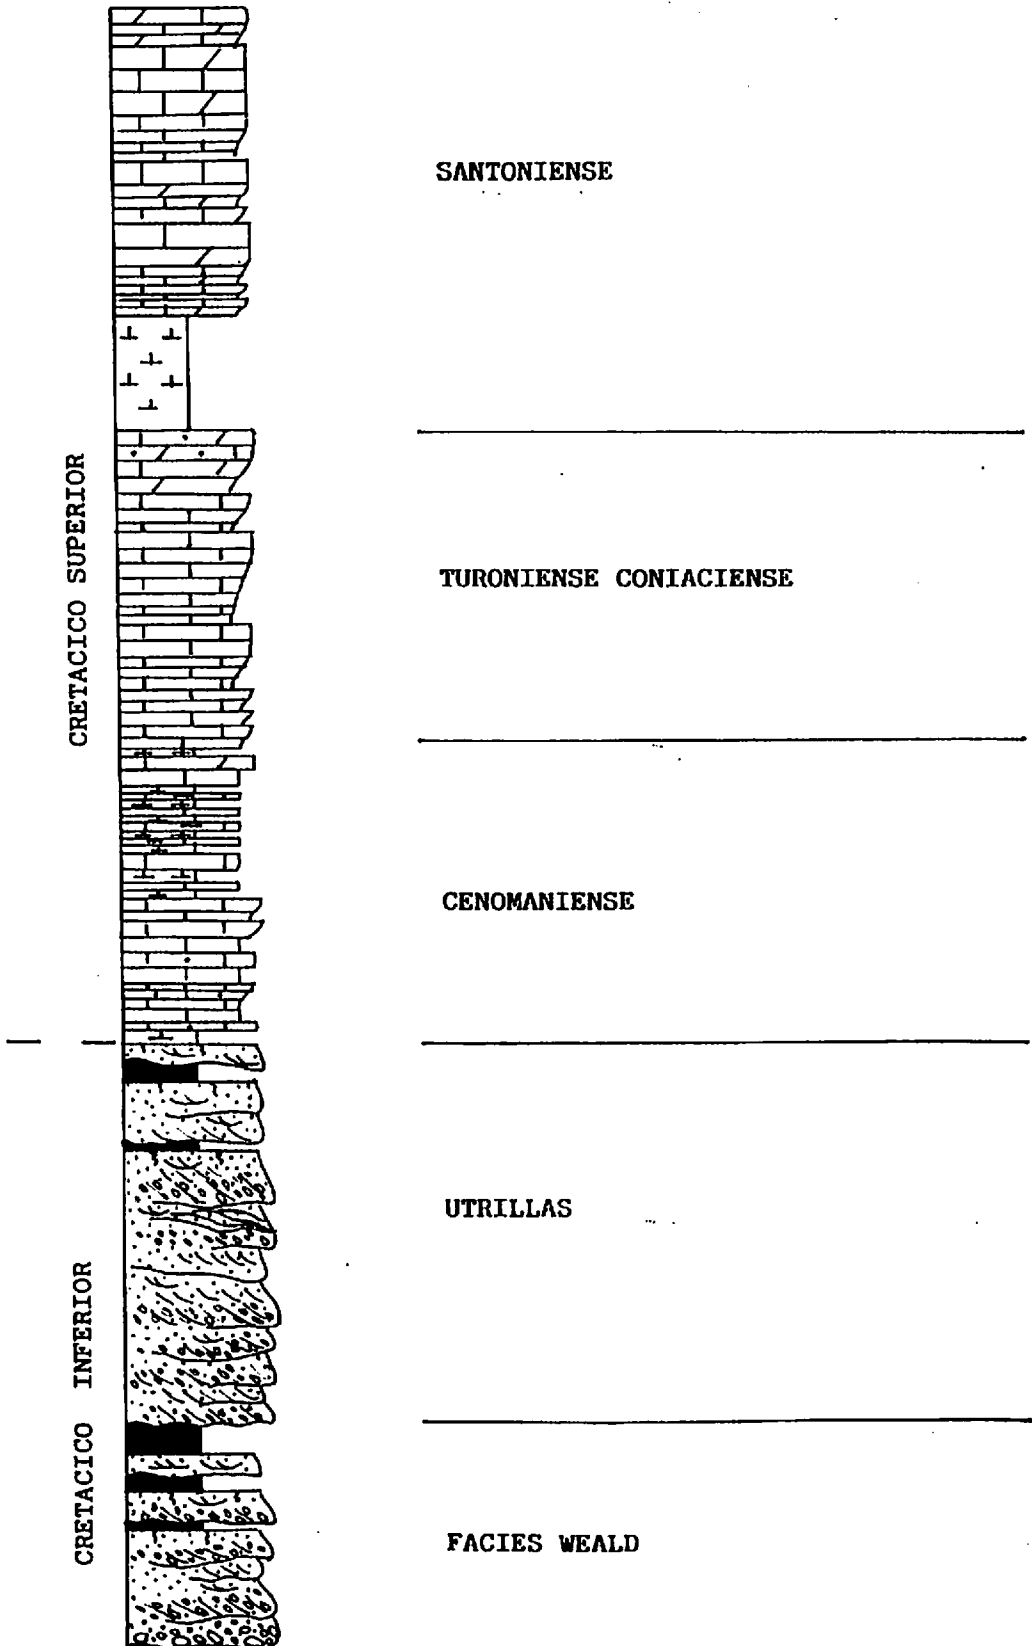 SANTONIENSE
CRETACICO SUPERIOR
TURONIENSE CONIACIENSE
CENOMANIENSE
UTRILLAS
CRETACICO INFERIOR
FACIES WEALD